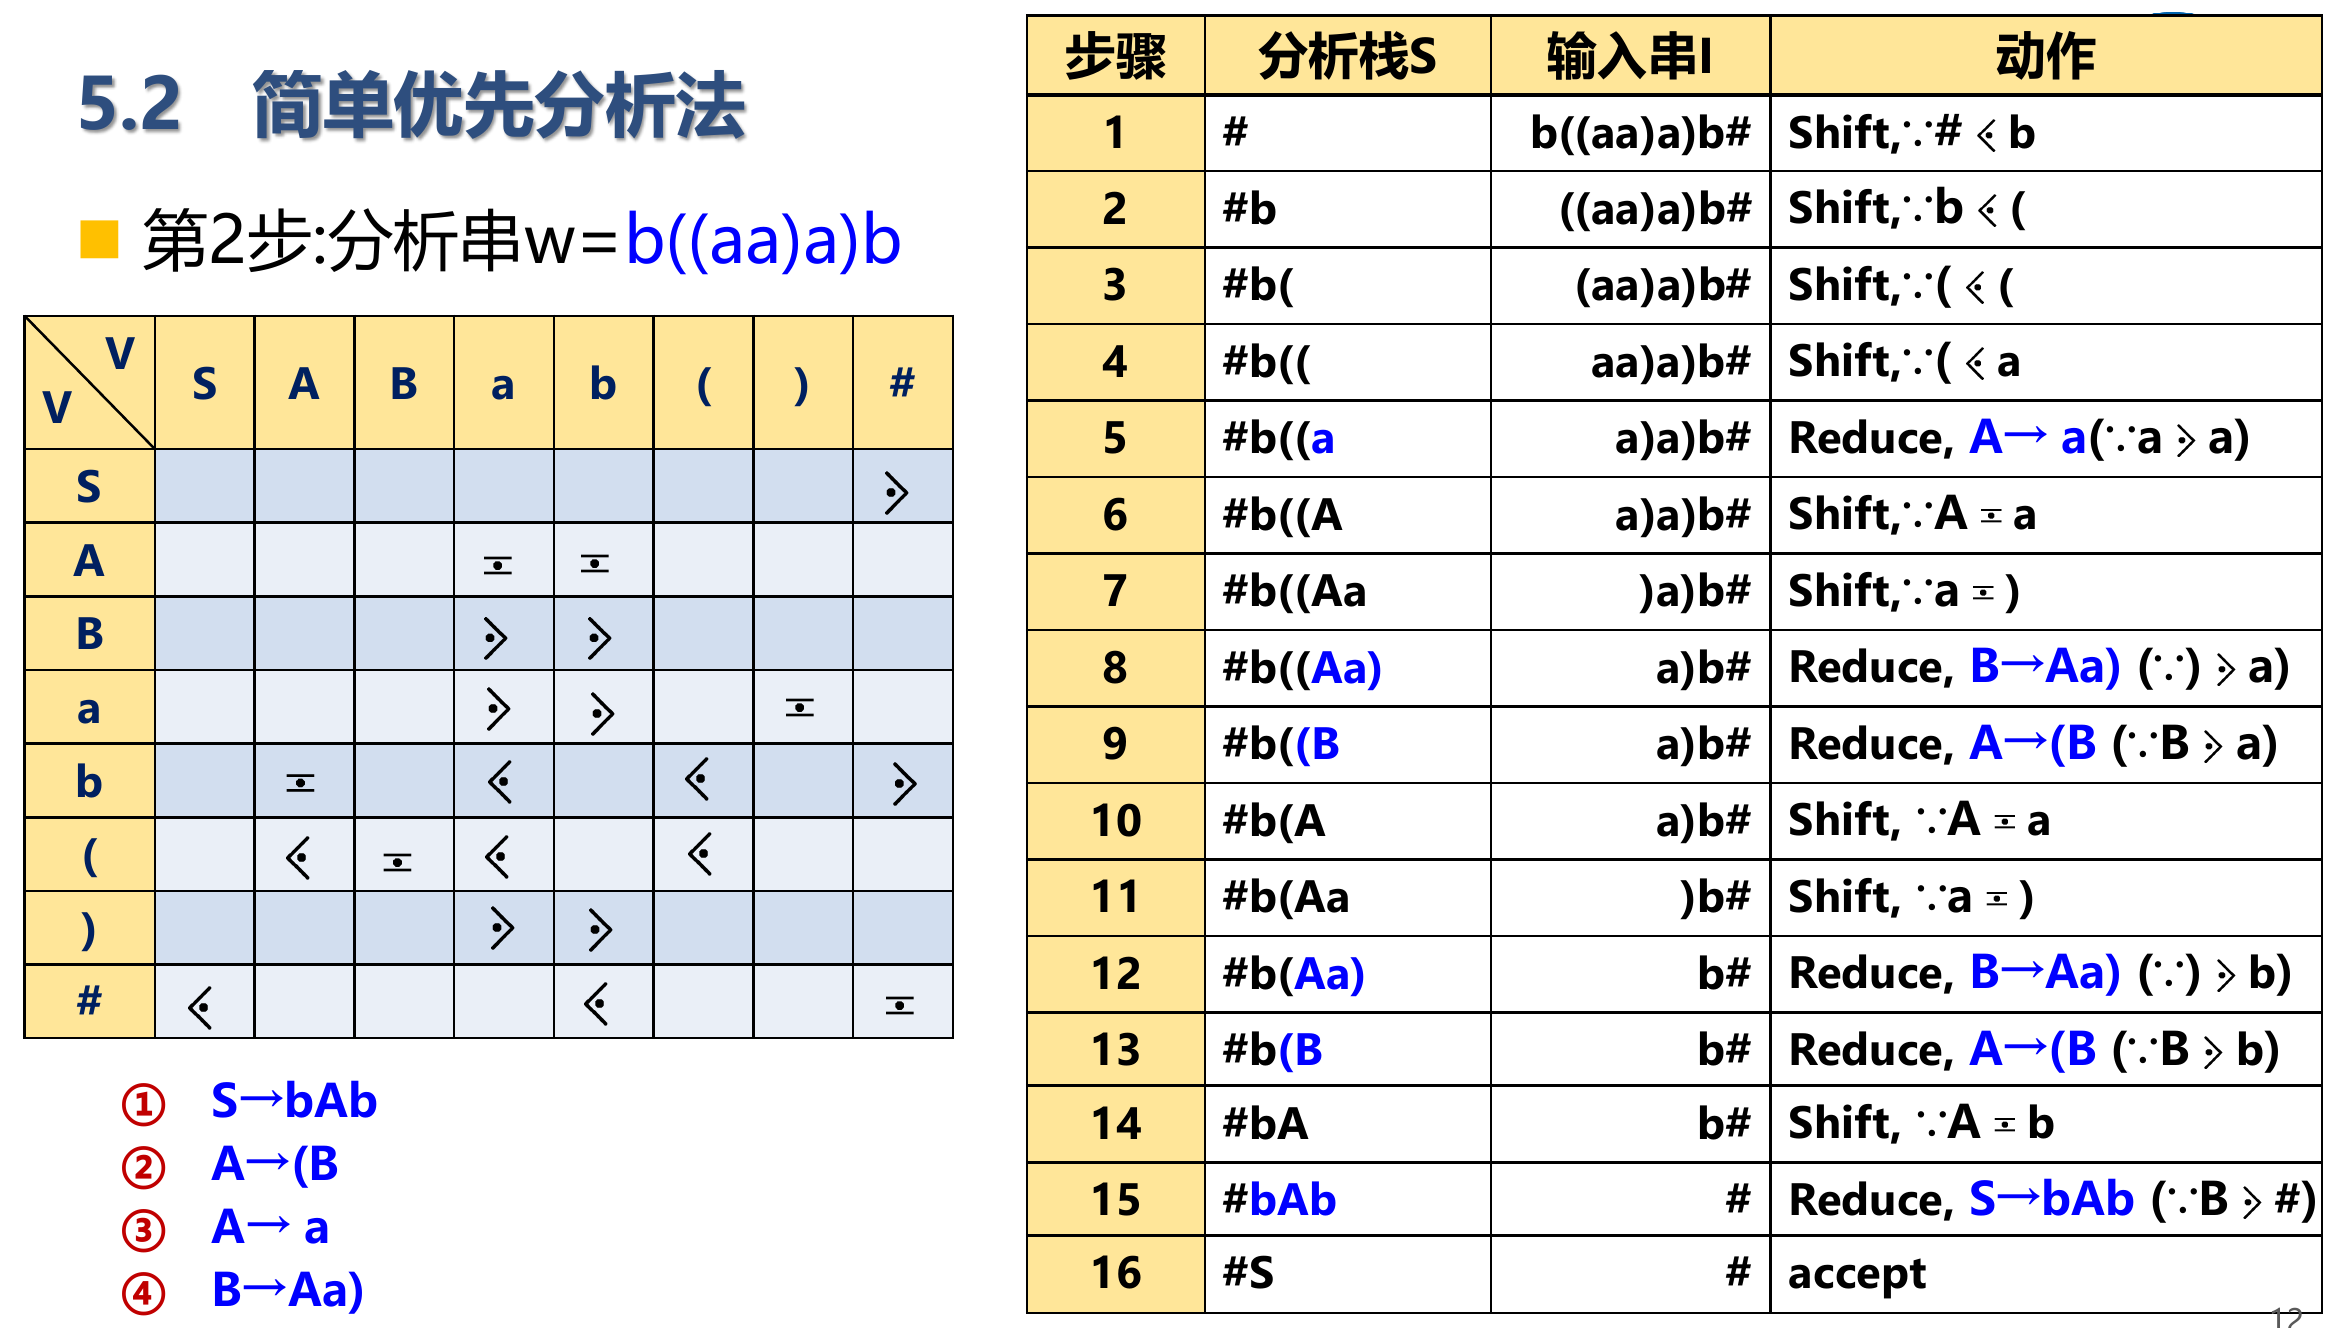 5.2 简单优先分析法
第2步:分析串w=b((aa)a)b
V V S A B a b ( ) #
S ⋗
A ≐ ≐
B ⋗ ⋗
a ⋗ ⋗ ≐
b ≐ ⋖ ⋖ ⋗
( ⋖ ≐ ⋖ ⋖
) ⋗ ⋗
# ⋖ ⋖ ≐
① S→bAb
② A→(B
③ A→ a
④ B→Aa)
步骤 分析栈S 输入串I 动作
1 # b((aa)a)b# Shift,∵# ⋖ b
2 #b ((aa)a)b# Shift,∵b ⋖ (
3 #b( (aa)a)b# Shift,∵( ⋖ (
4 #b(( aa)a)b# Shift,∵( ⋖ a
5 #b((a a)a)b# Reduce, A→ a(∵a ⋗ a)
6 #b((A a)a)b# Shift,∵A ≐ a
7 #b((Aa )a)b# Shift,∵a ≐ )
8 #b((Aa) a)b# Reduce, B→Aa) (∵) ⋗ a)
9 #b((B a)b# Reduce, A→(B (∵B ⋗ a)
10 #b(A a)b# Shift, ∵A ≐ a
11 #b(Aa )b# Shift, ∵a ≐ )
12 #b(Aa) b# Reduce, B→Aa) (∵) ⋗ b)
13 #b(B b# Reduce, A→(B (∵B ⋗ b)
14 #bA b# Shift, ∵A ≐ b
15 #bAb # Reduce, S→bAb (∵B ⋗ #)
16 #S # accept
12